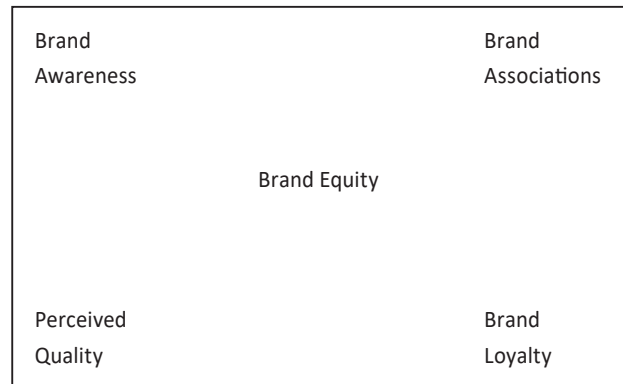 Brand
Awareness
Brand
Associations
Brand Equity
Perceived
Quality
Brand
Loyalty